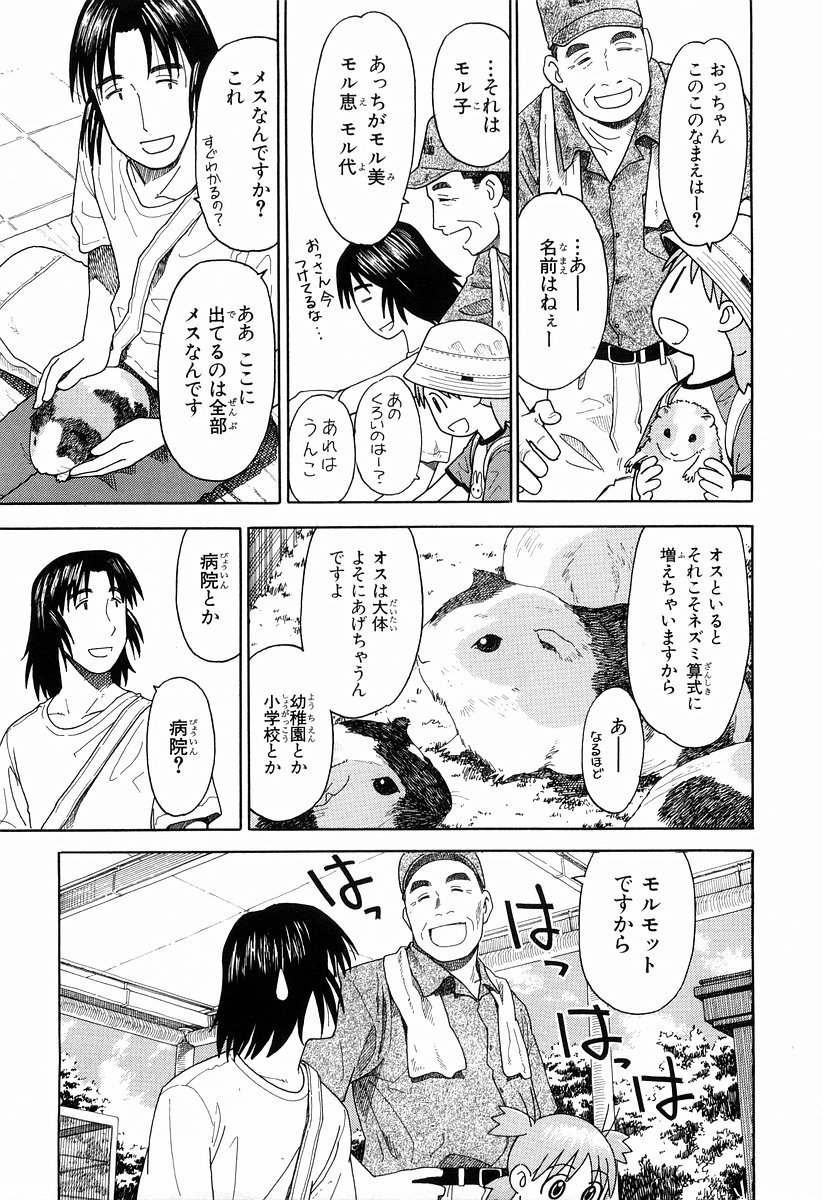 おっちゃん
このこのなまえはー?
…あー
名前はねぇー
…それは
モル子
あっちがモル美
モル恵 モル代
おっさん今
つけてるな…
あの
くろいのはー?
あれは
うんこ
メスなんですか?
これ
すぐわかるの?
ああ ここに
出てるのは全部
メスなんです
オスといると
それこそネズミ算式に
増えちゃいますから
あー
なるほど
オスは大体
よそにあげちゃうん
ですよ
幼稚園とか
小学校とか
病院とか
病院?
モルモット
ですから
はっ
はっ
はっはっ